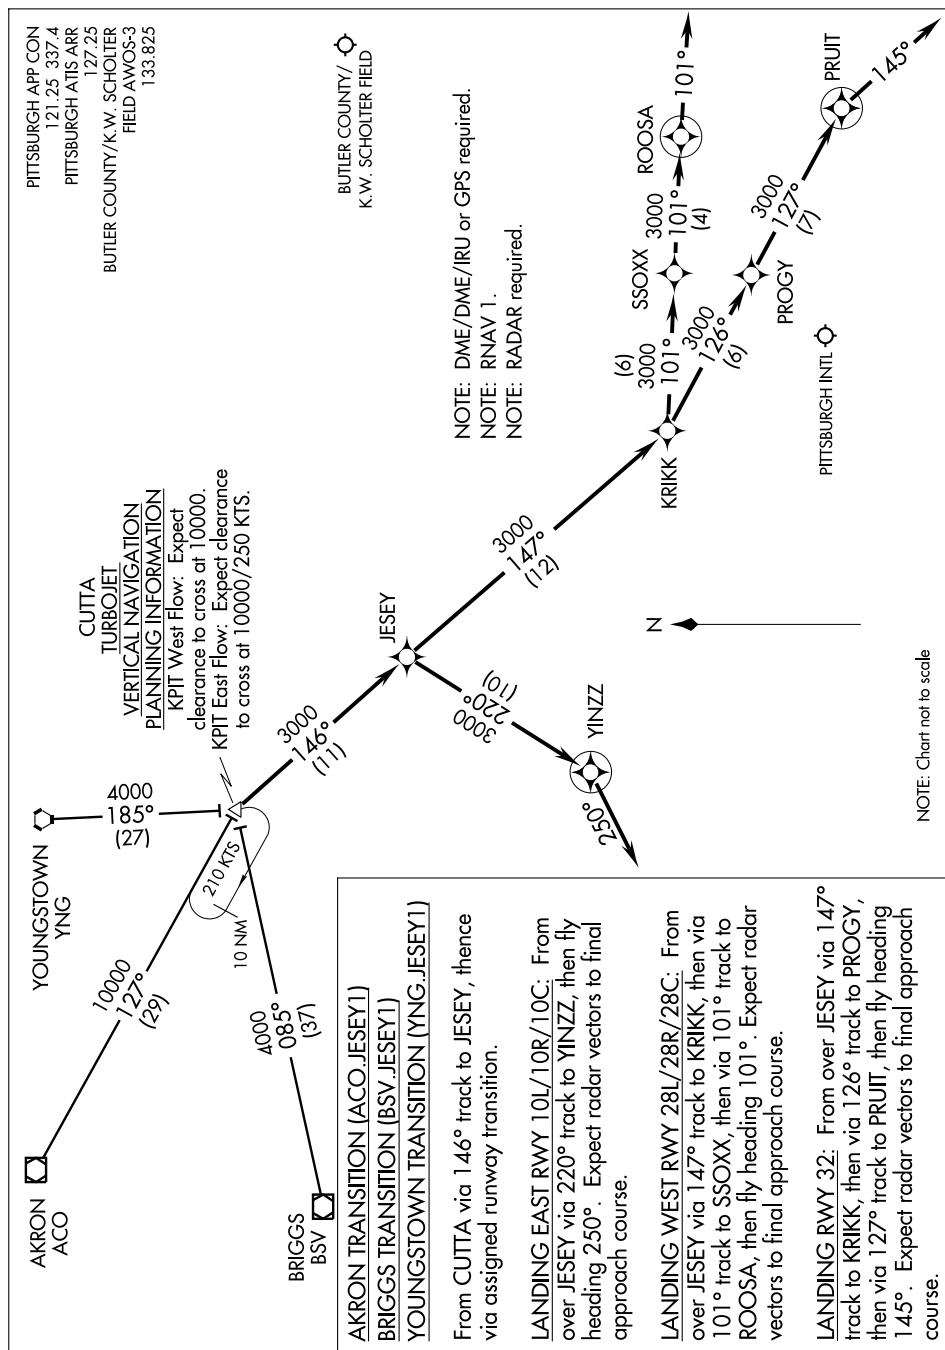 PITTSBURGH APP CON
121.25 337.4
PITTSBURGH ATIS ARR
127.25
BUTLER COUNTY/K.W. SCHOLTER
FIELD AWOS-3
133.825
YOUNGSTOWN
YNG
AKRON
ACO
BRIGGS
BSV
10000
127°
(29)
4000
185°
(27)
4000
085°
(37)
210 KTS
10 NM
CUTTA
TURBOJET
VERTICAL NAVIGATION
PLANNING INFORMATION
KPIT West Flow: Expect
clearance to cross at 10000.
KPIT East Flow: Expect clearance
to cross at 10000/250 KTS.
BUTLER COUNTY/
K.W. SCHOLTER FIELD
3000
146°
(11)
JESEY
NOTE: DME/DME/IRU or GPS required.
NOTE: RNAV 1.
NOTE: RADAR required.
3000
147°
(12)
3000
220°
(10)
YINZZ
250°
KRIKK
(6)
3000
101°
SSOXX
3000
101°
(4)
ROOSA
101°
3000
126°
(6)
PROGY
3000
127°
(7)
PRUIT
145°
PITTSBURGH INTL
N
NOTE: Chart not to scale
AKRON TRANSITION (ACO.JESEY1)
BRIGGS TRANSITION (BSV.JESEY1)
YOUNGSTOWN TRANSITION (YNG.JESEY1)
From CUTTA via 146° track to JESEY, thence
via assigned runway transition.
LANDING EAST RWY 10L/10R/10C: From
over JESEY via 220° track to YINZZ, then fly
heading 250°. Expect radar vectors to final
approach course.
LANDING WEST RWY 28L/28R/28C: From
over JESEY via 147° track to KRIKK, then via
101° track to SSOXX, then via 101° track to
ROOSA, then fly heading 101°. Expect radar
vectors to final approach course.
LANDING RWY 32: From over JESEY via 147°
track to KRIKK, then via 126° track to PROGY,
then via 127° track to PRUIT, then fly heading
145°. Expect radar vectors to final approach
course.